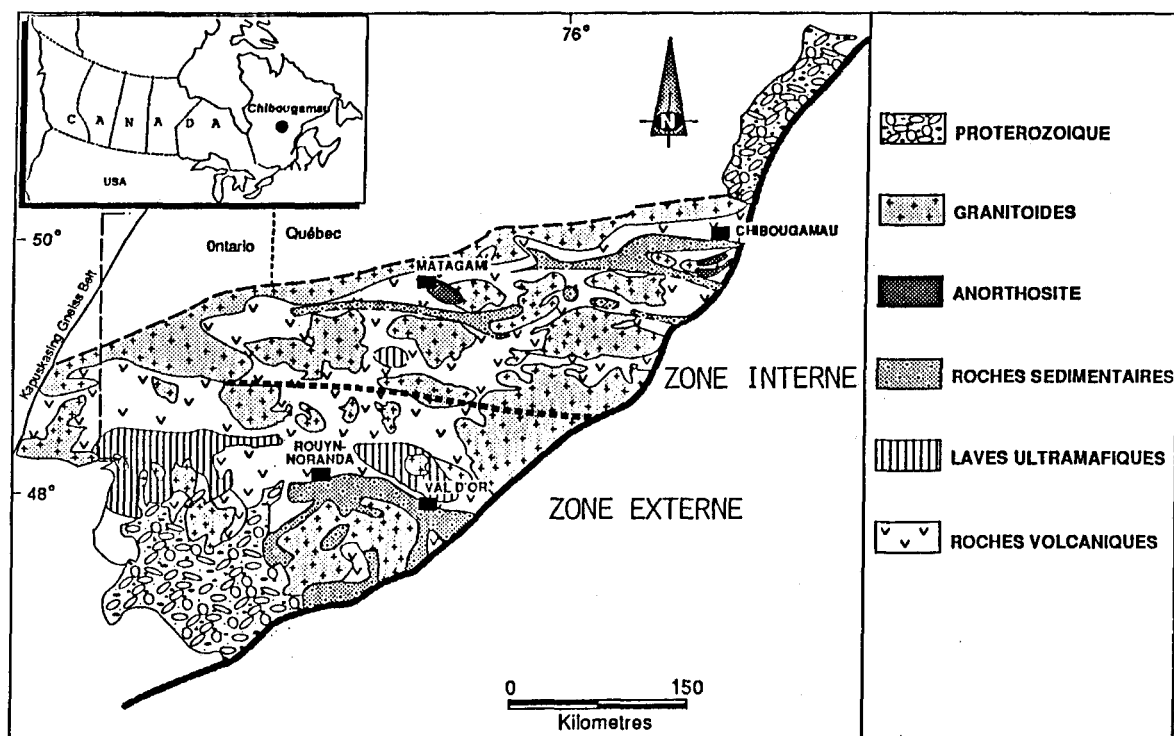 76°
Chibougamau
C A N A D A
USA
N
50°
Ontario
Québec
CHIBOUGAMAU
MATAGAMI
Kapuskasing Gneiss Belt
ZONE INTERNE
ROUYN-
NORANDA
48°
VAL D'OR
ZONE EXTERNE
0 150
Kilometres
PROTEROZOIQUE
GRANITOIDES
ANORTHOSITE
ROCHES SEDIMENTAIRES
LAVES ULTRAMAFIQUES
ROCHES VOLCANIQUES